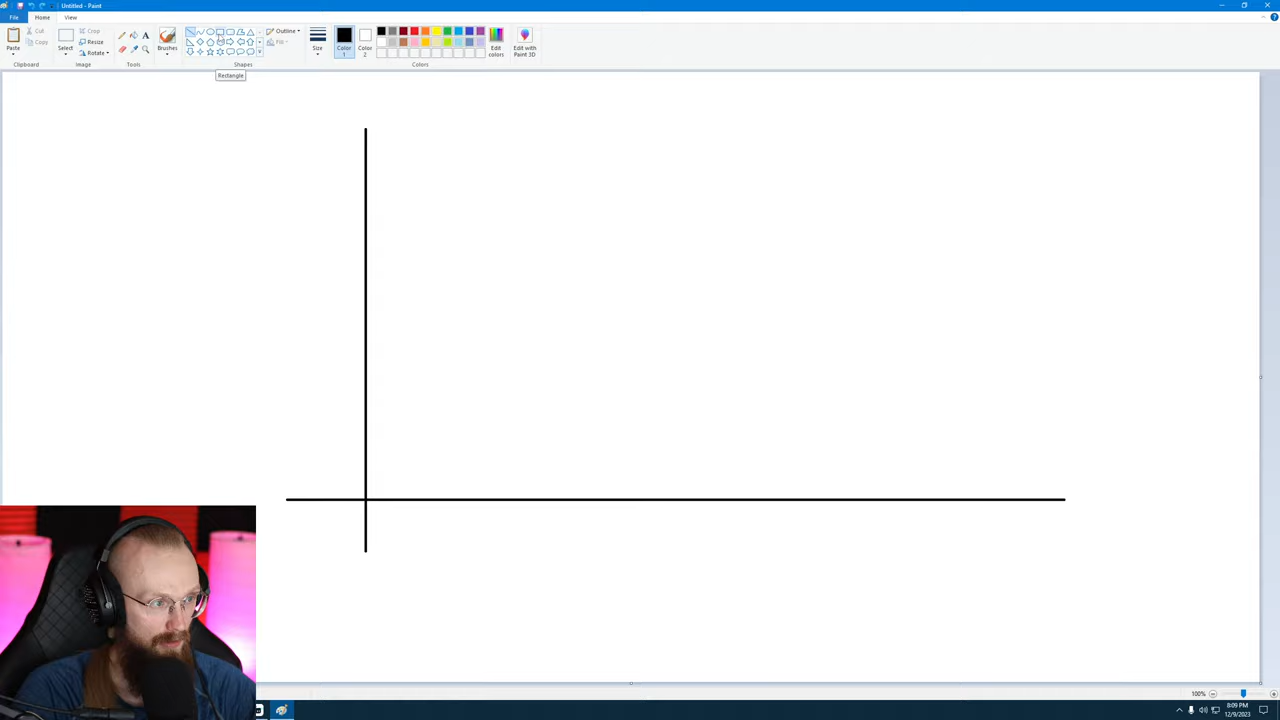 Untitled - Paint
File
Home
View
Paste
Cut
Copy
Clipboard
Select
Crop
Resize
Rotate
Image
Tools
Brushes
Shapes
Outline
Fill
Size
Color
1
Color
2
Colors
Edit
colors
Edit with
Paint 3D
Rectangle
100%
8:09 PM
12/9/2023